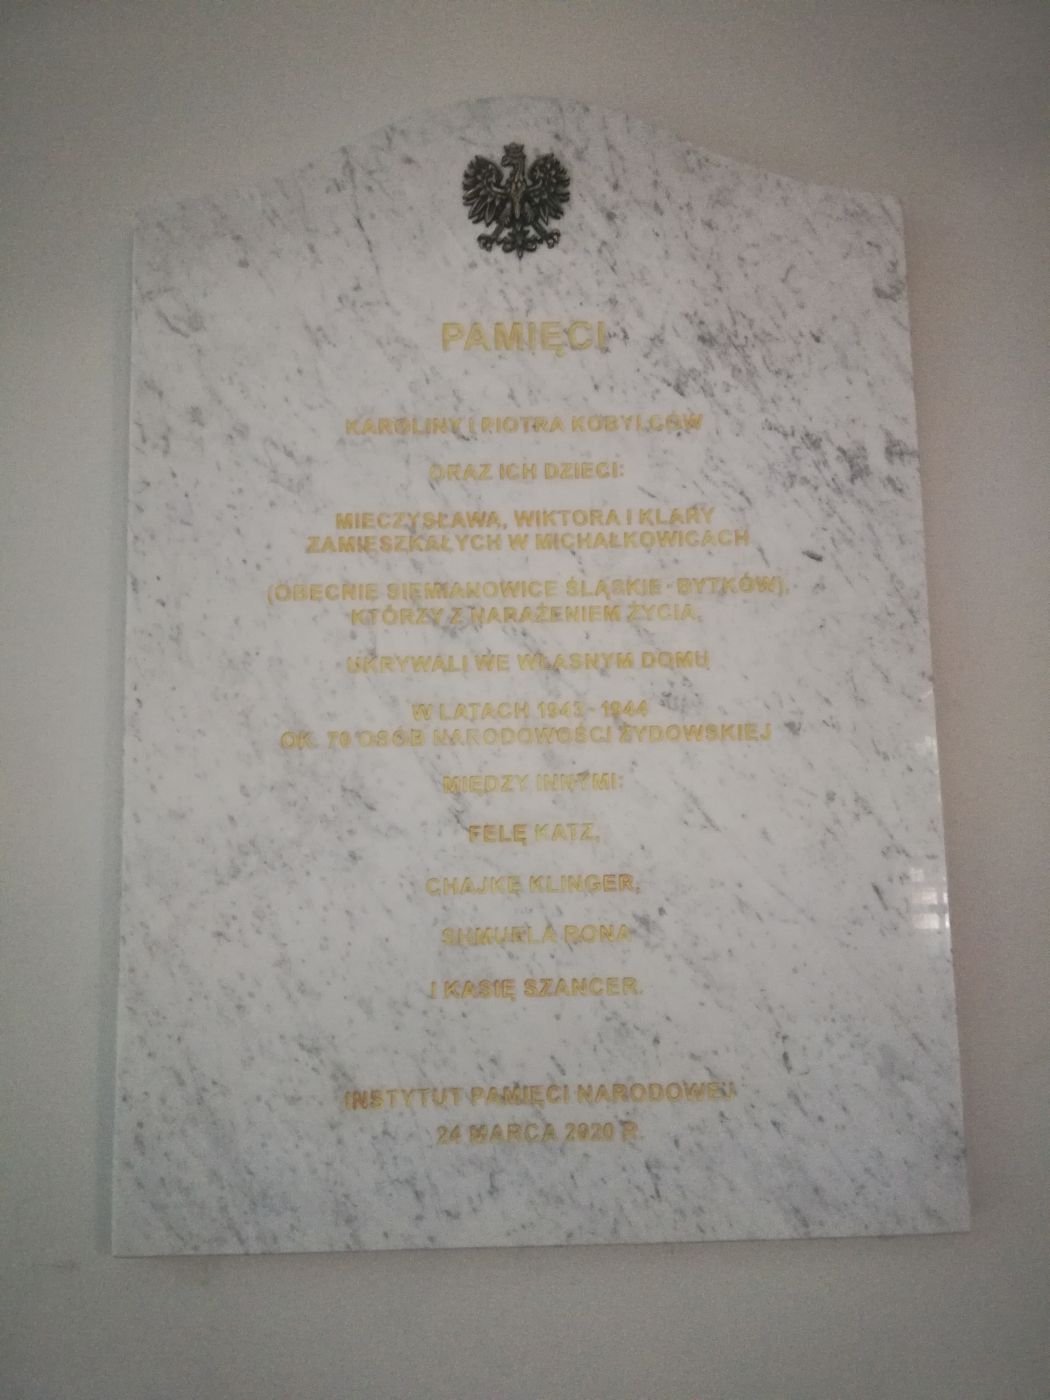 PAMIĘCI
KAROLINY I PIOTRA KOBYLCÓW
ORAZ ICH DZIECI:
MIECZYSŁAWA, WIKTORA I KLARY
ZAMIESZKAŁYCH W MICHAŁKOWICACH
(OBECNIE SIEMIANOWICE ŚLĄSKIE - BYTKÓW),
KTÓRZY Z NARAŻENIEM ŻYCIA,
UKRYWALI WE WŁASNYM DOMU
W LATACH 1943 - 1944
OK. 70 OSÓB NARODOWOŚCI ŻYDOWSKIEJ
MIĘDZY INNYMI:
FELĘ KATZ,
CHAJKĘ KLINGER,
SHMUELA RONA
I KASIĘ SZANCER.
INSTYTUT PAMIĘCI NARODOWEJ
24 MARCA 2020 R.